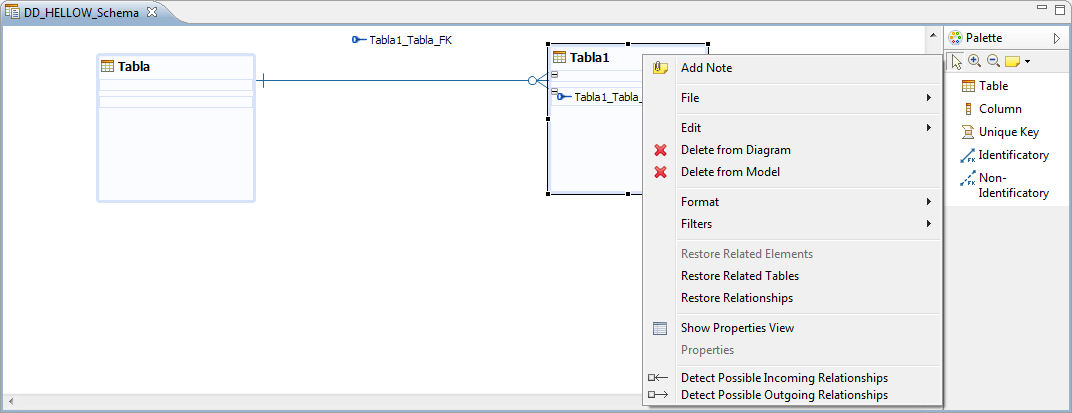 DD_HELLOW_Schema
Tabla1_Tabla_FK
Tabla
Tabla1
Tabla1_Tabla_
Add Note
File
Edit
Delete from Diagram
Delete from Model
Format
Filters
Restore Related Elements
Restore Related Tables
Restore Relationships
Show Properties View
Properties
Detect Possible Incoming Relationships
Detect Possible Outgoing Relationships
Palette
Table
Column
Unique Key
FK
Identificatory
FK
Non-
Identificatory